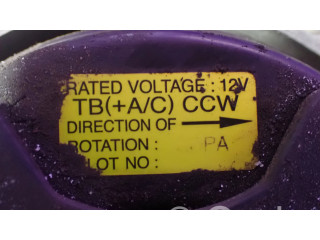 RATED VOLTAGE : 12V
TB(+A/C) CCW
DIRECTION OF
ROTATION : PA
LOT NO :